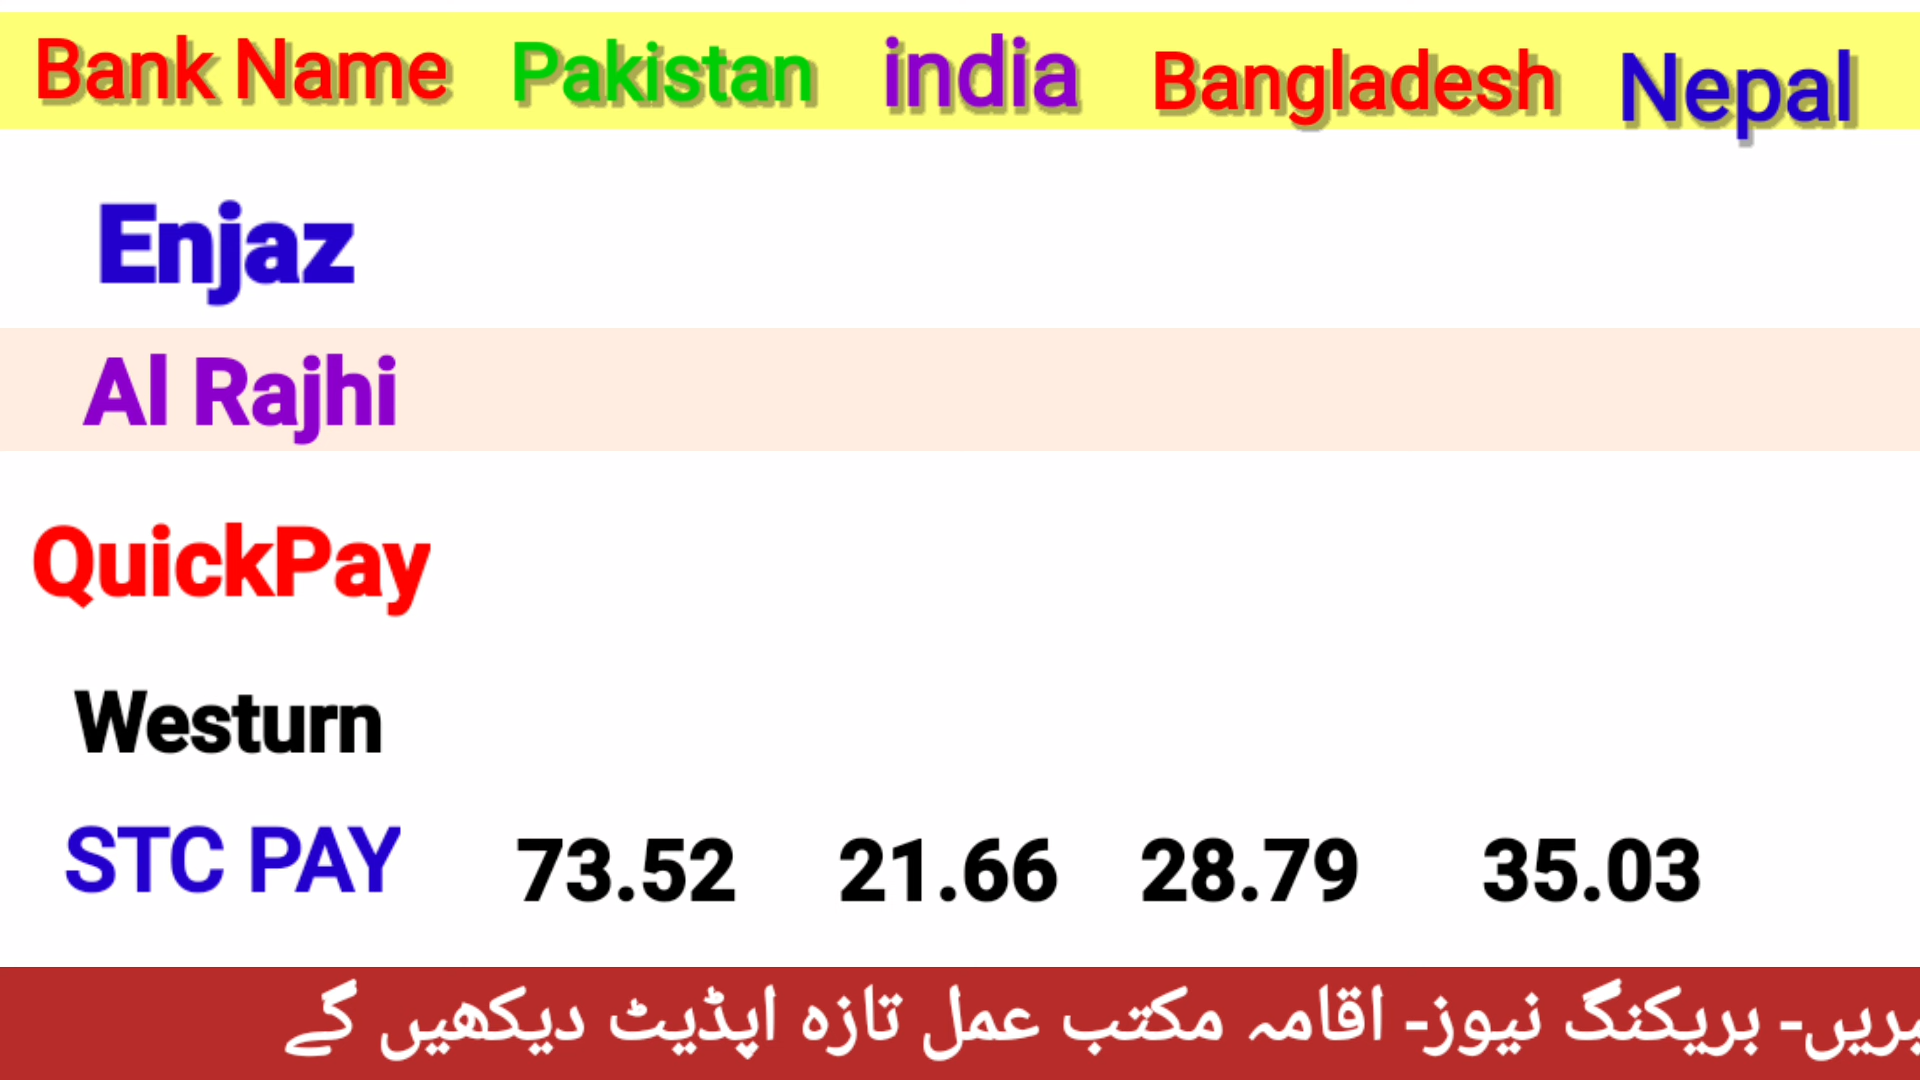 Bank Name Pakistan india Bangladesh Nepal
Enjaz
Al Rajhi
QuickPay
Westurn
STC PAY 73.52 21.66 28.79 35.03
بریکنگ نیوز- اقامہ مکتب عمل تازہ اپڈیٹ دیکھیں گے